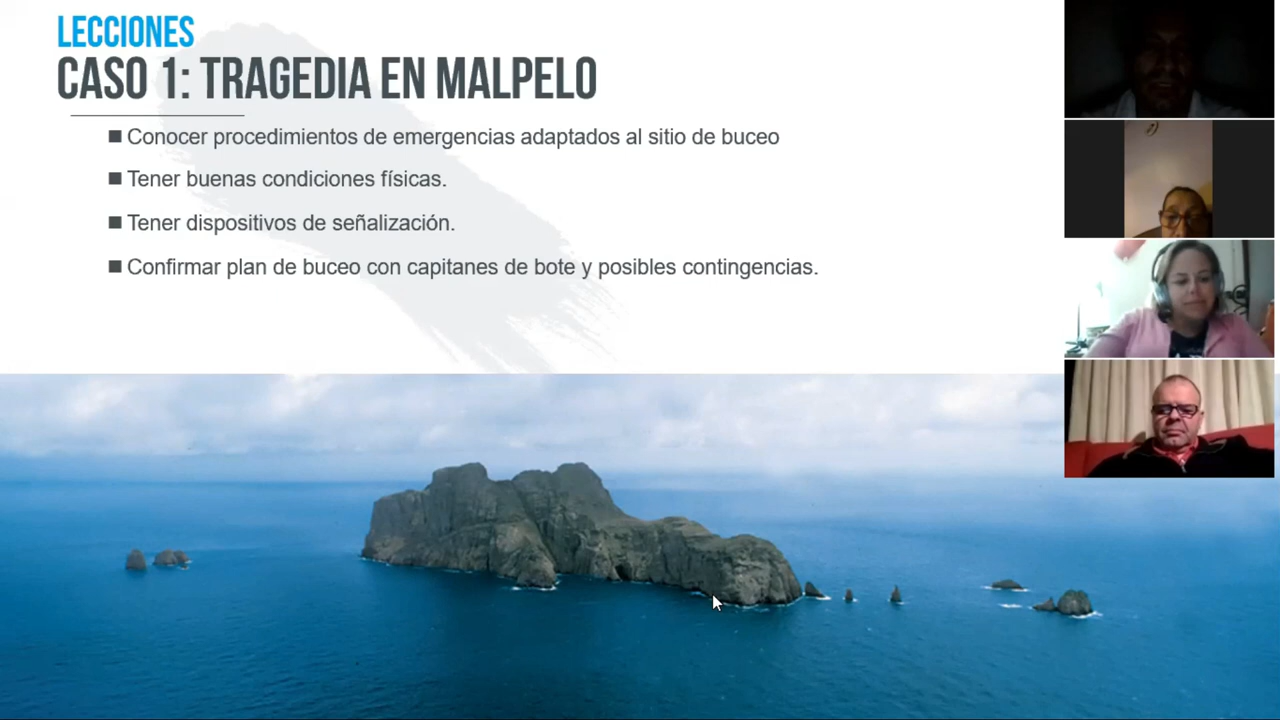 LECCIONES
CASO 1: TRAGEDIA EN MALPELO
■ Conocer procedimientos de emergencias adaptados al sitio de buceo
■ Tener buenas condiciones físicas.
■ Tener dispositivos de señalización.
■ Confirmar plan de buceo con capitanes de bote y posibles contingencias.